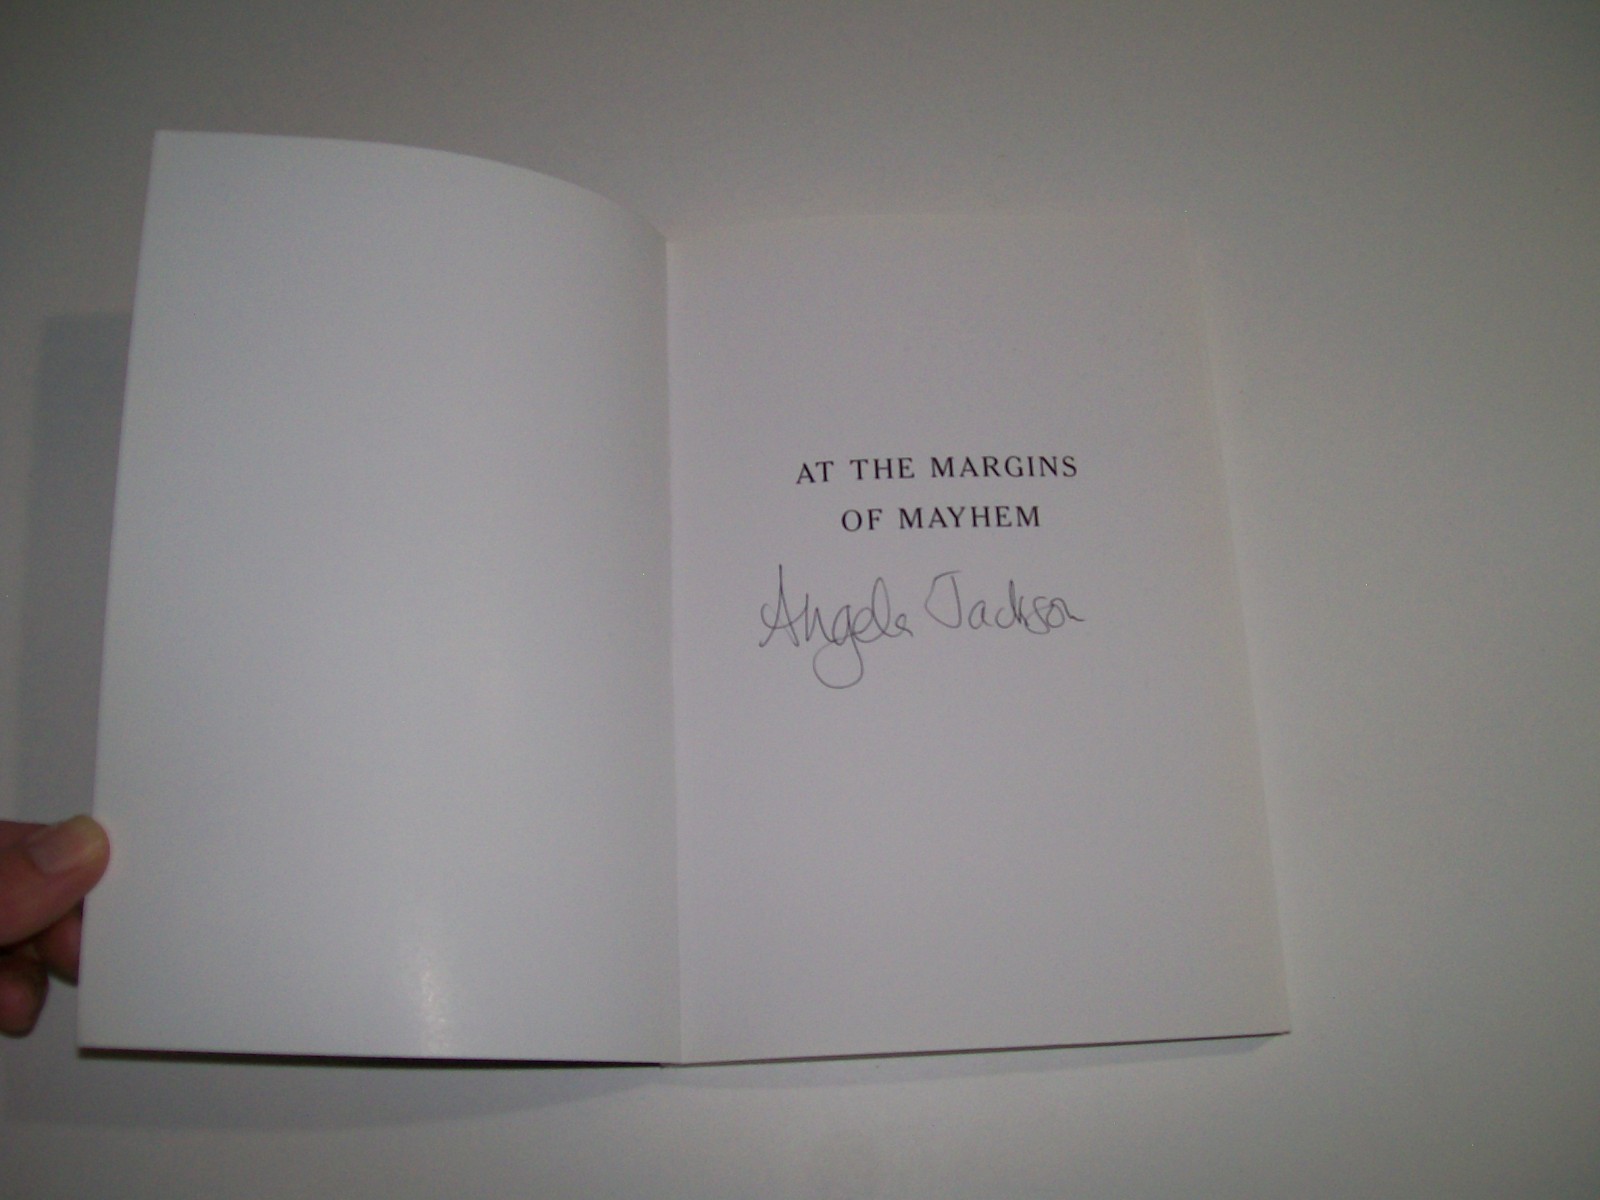 AT THE MARGINS
OF MAYHEM
Angela Jackson